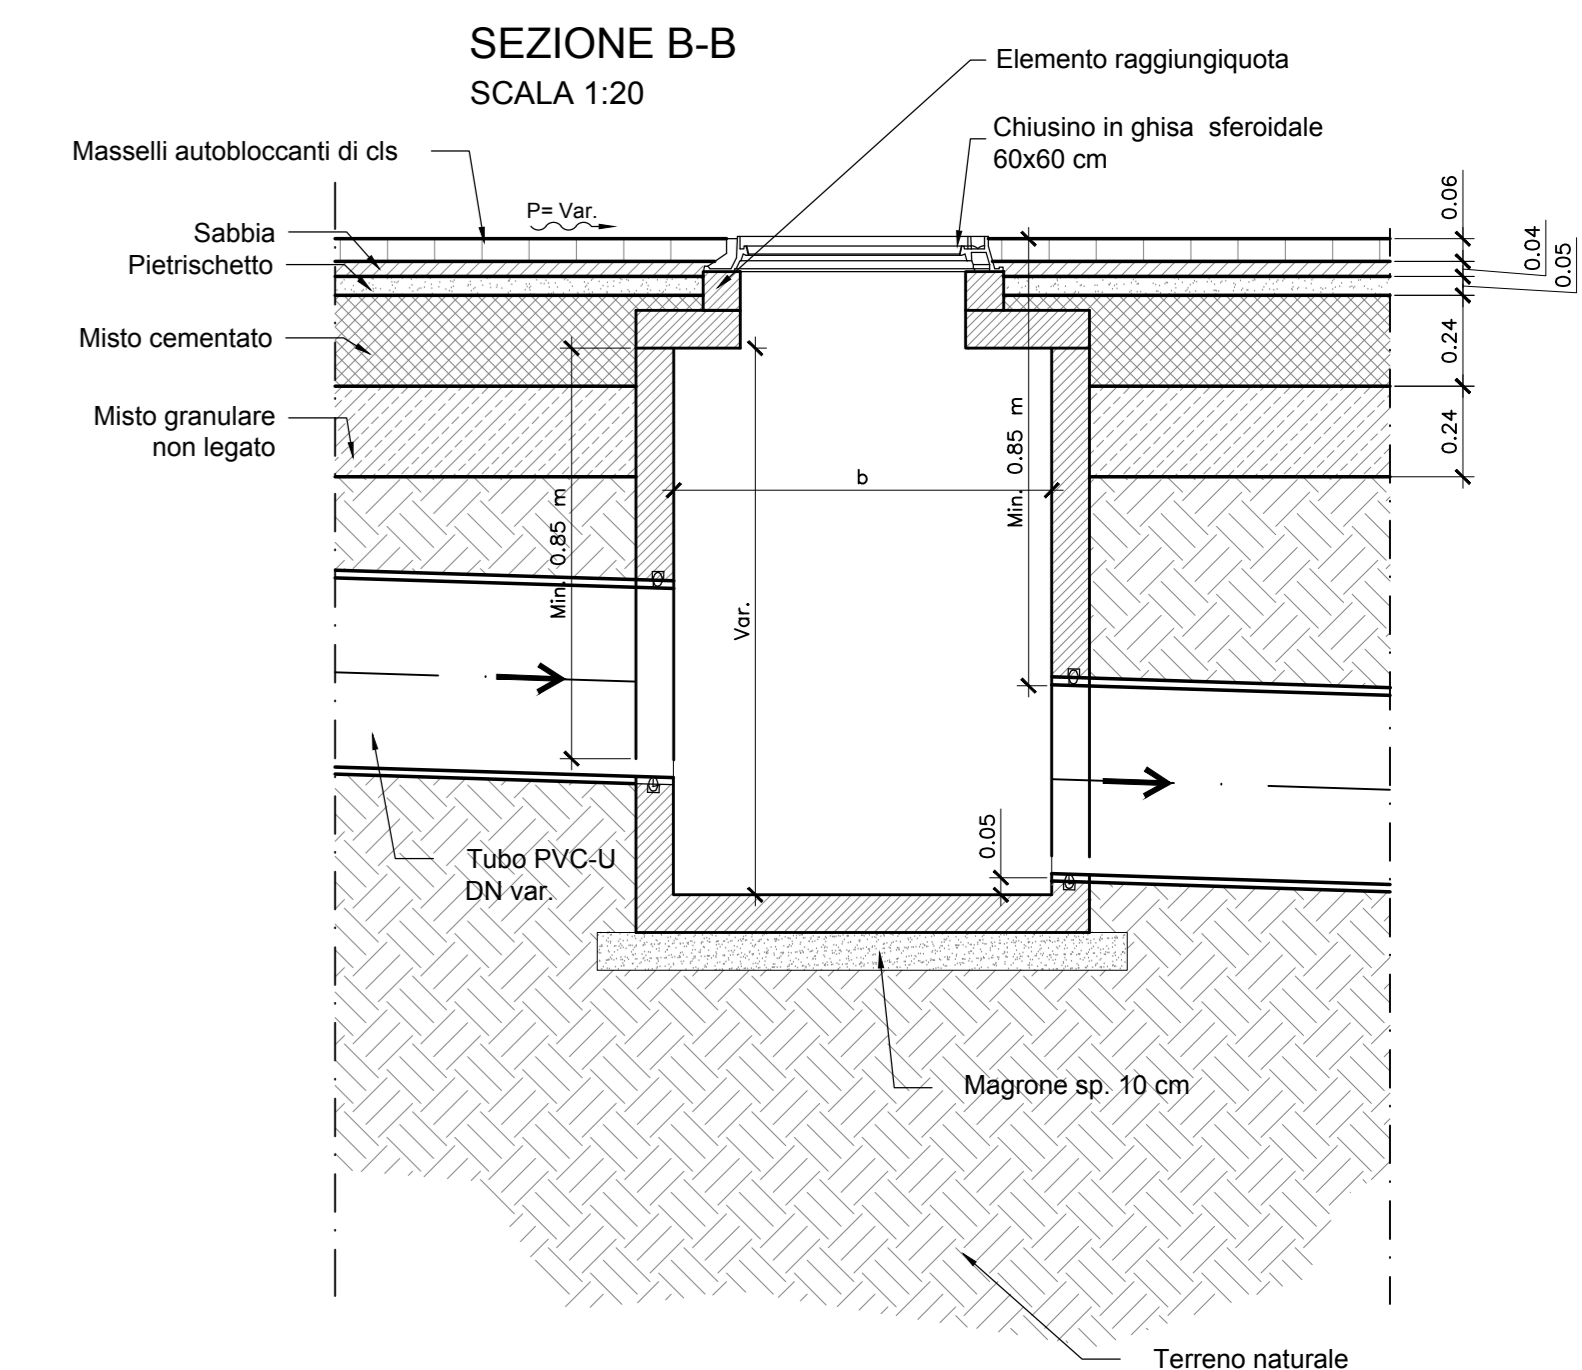 SEZIONE B-B
SCALA 1:20
Elemento raggiungiquota
Chiusino in ghisa sferoidale
60x60 cm
Masselli autobloccanti di cls
P= Var.
Sabbia
Pietrischetto
Misto cementato
Misto granulare
non legato
0.06
0.04
0.05
0.24
0.24
Min. 0.85 m
b
Min. 0.85 m
Var.
0.05
Tubo PVC-U
DN var.
Magrone sp. 10 cm
Terreno naturale